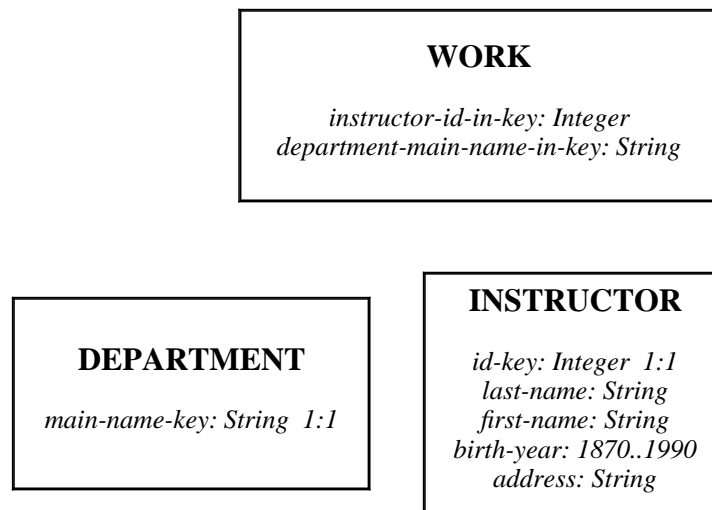 WORK
instructor-id-in-key: Integer
department-main-name-in-key: String
DEPARTMENT
main-name-key: String 1:1
INSTRUCTOR
id-key: Integer 1:1
last-name: String
first-name: String
birth-year: 1870..1990
address: String